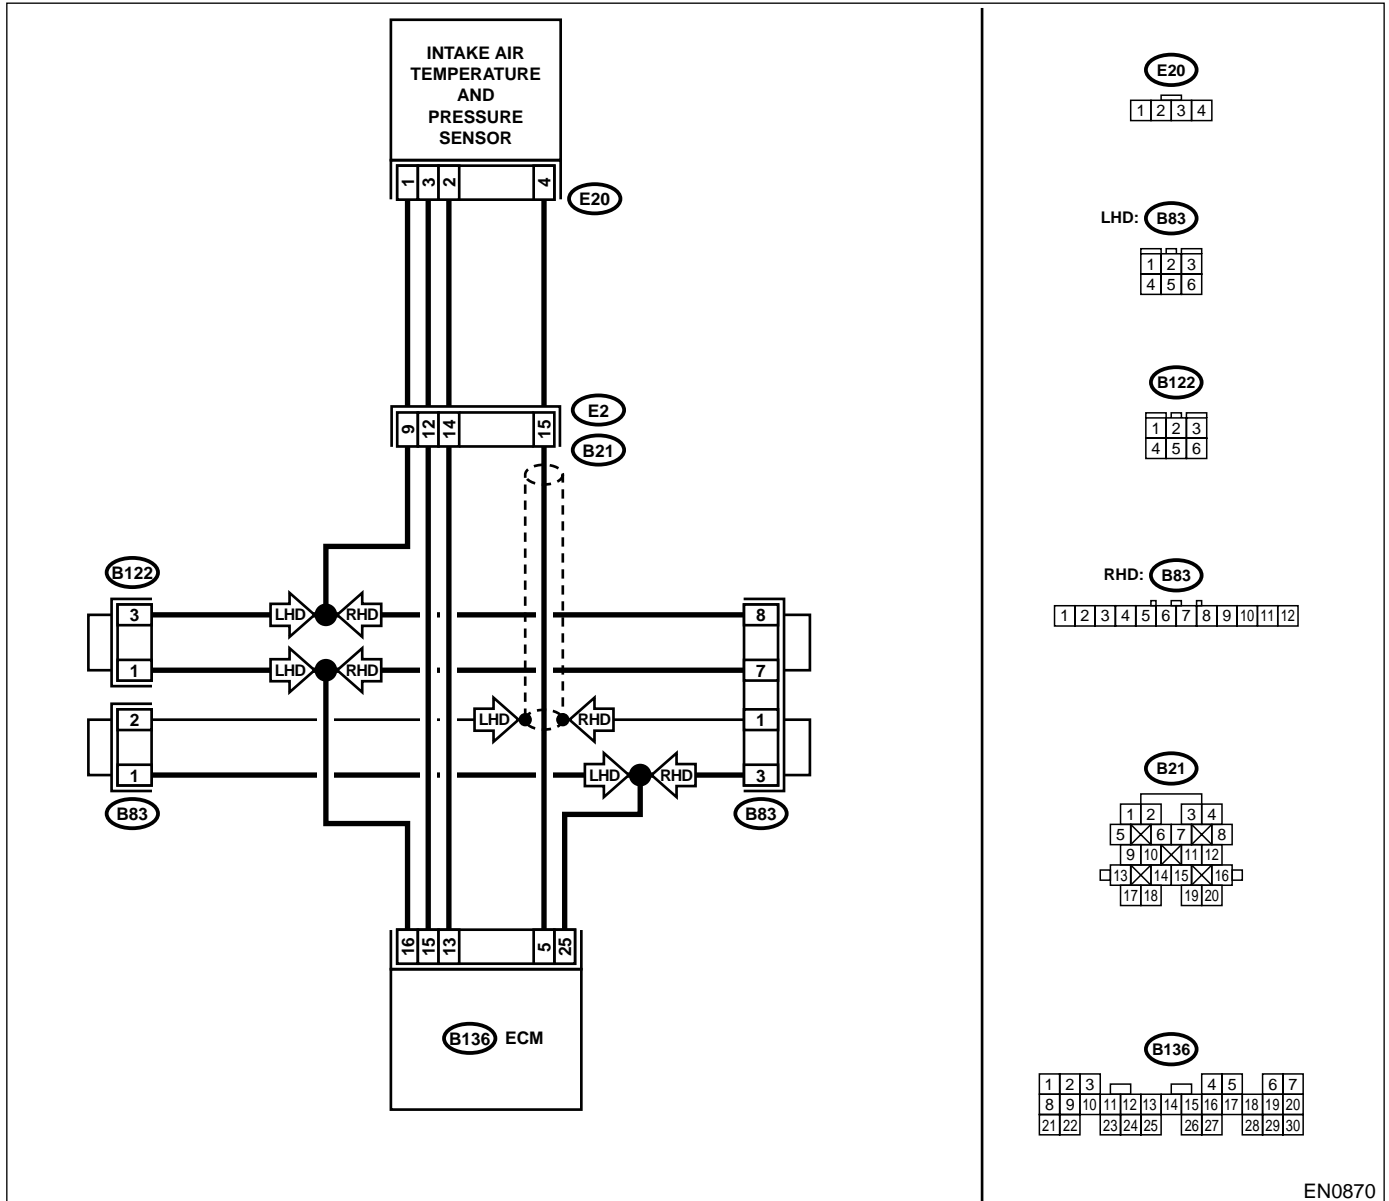 INTAKE AIR
TEMPERATURE
AND
PRESSURE
SENSOR
1 3 2 4
E20
9 12 14 15
E2
B21
B122
3 LHD RHD 8
1 LHD RHD 7
2 LHD RHD 1
1 LHD RHD 3
B83 B83
16 15 13 5 25
B136 ECM
E20
1 2 3 4
LHD: B83
1 2 3
4 5 6
B122
1 2 3
4 5 6
RHD: B83
1 2 3 4 5 6 7 8 9 10 11 12
B21
1 2 3 4
5 6 7 8
9 10 11 12
13 14 15 16
17 18 19 20
B136
1 2 3 4 5 6 7
8 9 10 11 12 13 14 15 16 17 18 19 20
21 22 23 24 25 26 27 28 29 30
EN0870